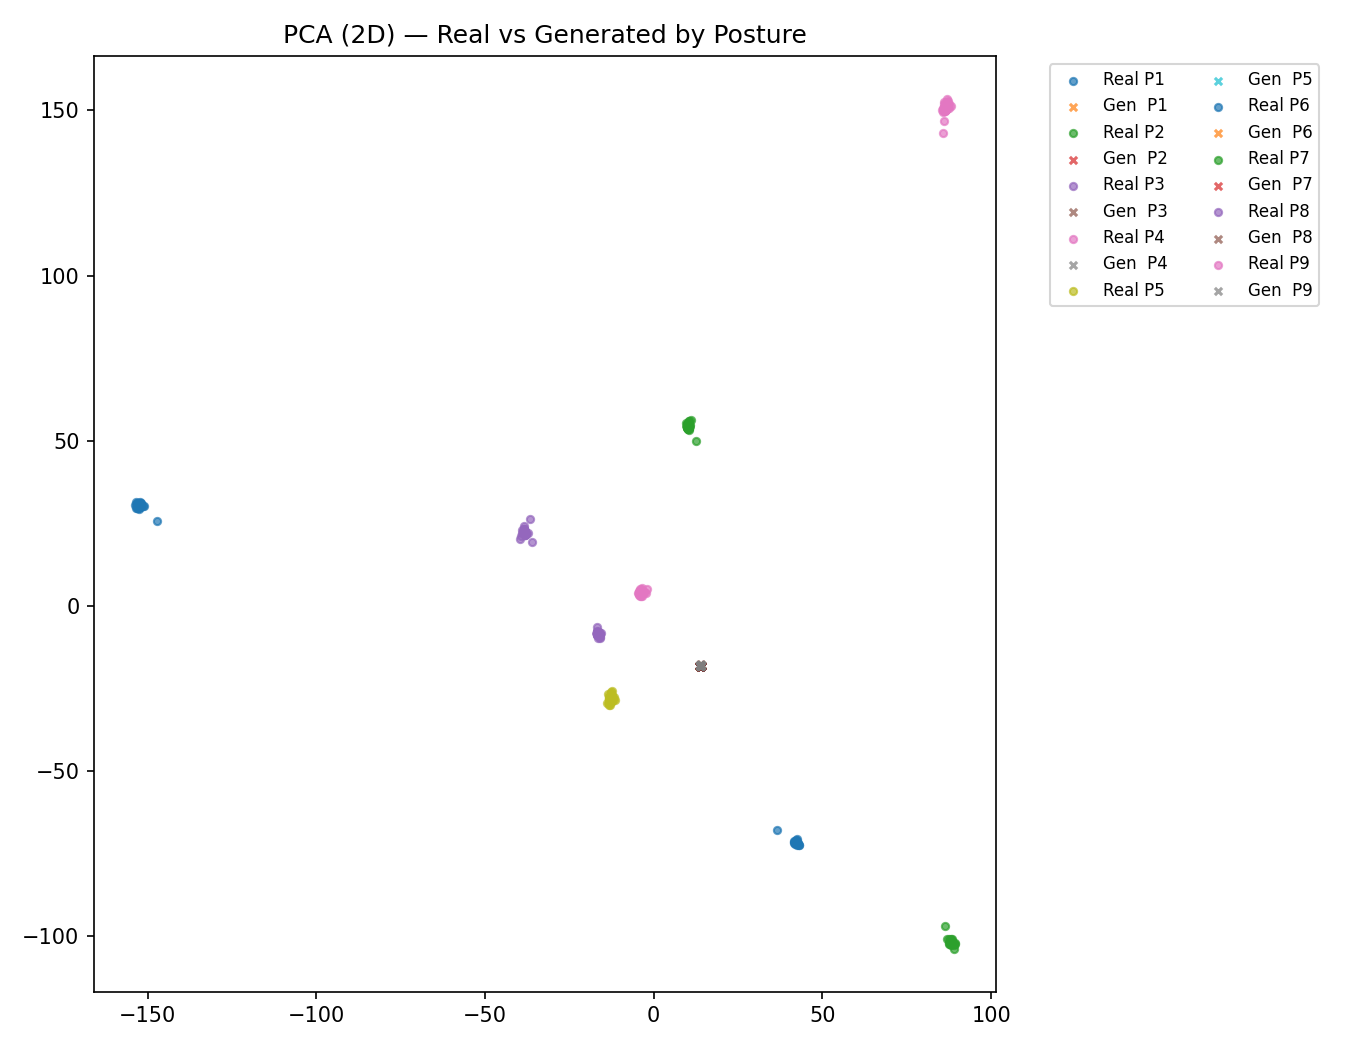 PCA (2D) — Real vs Generated by Posture
150
100
50
0
−50
−100
−150
−100
−50
0
50
100
Real P1
Gen P1
Real P2
Gen P2
Real P3
Gen P3
Real P4
Gen P4
Real P5
Gen P5
Real P6
Gen P6
Real P7
Gen P7
Real P8
Gen P8
Real P9
Gen P9